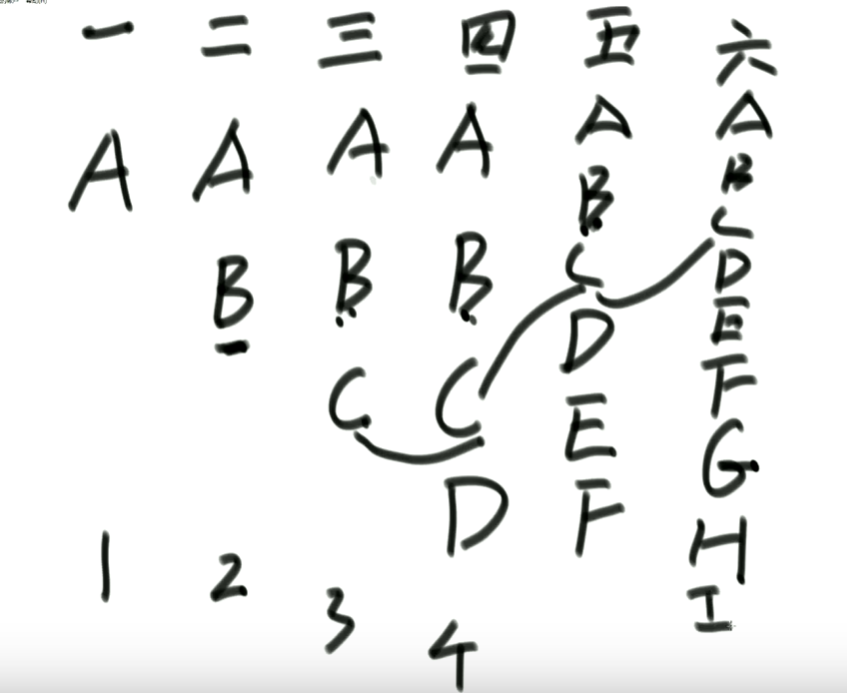 一 二 三 四 五 六
A A A A A A
B B B B B
C C C C
D D D
E E
F F
G
H
I
1 2 3 4